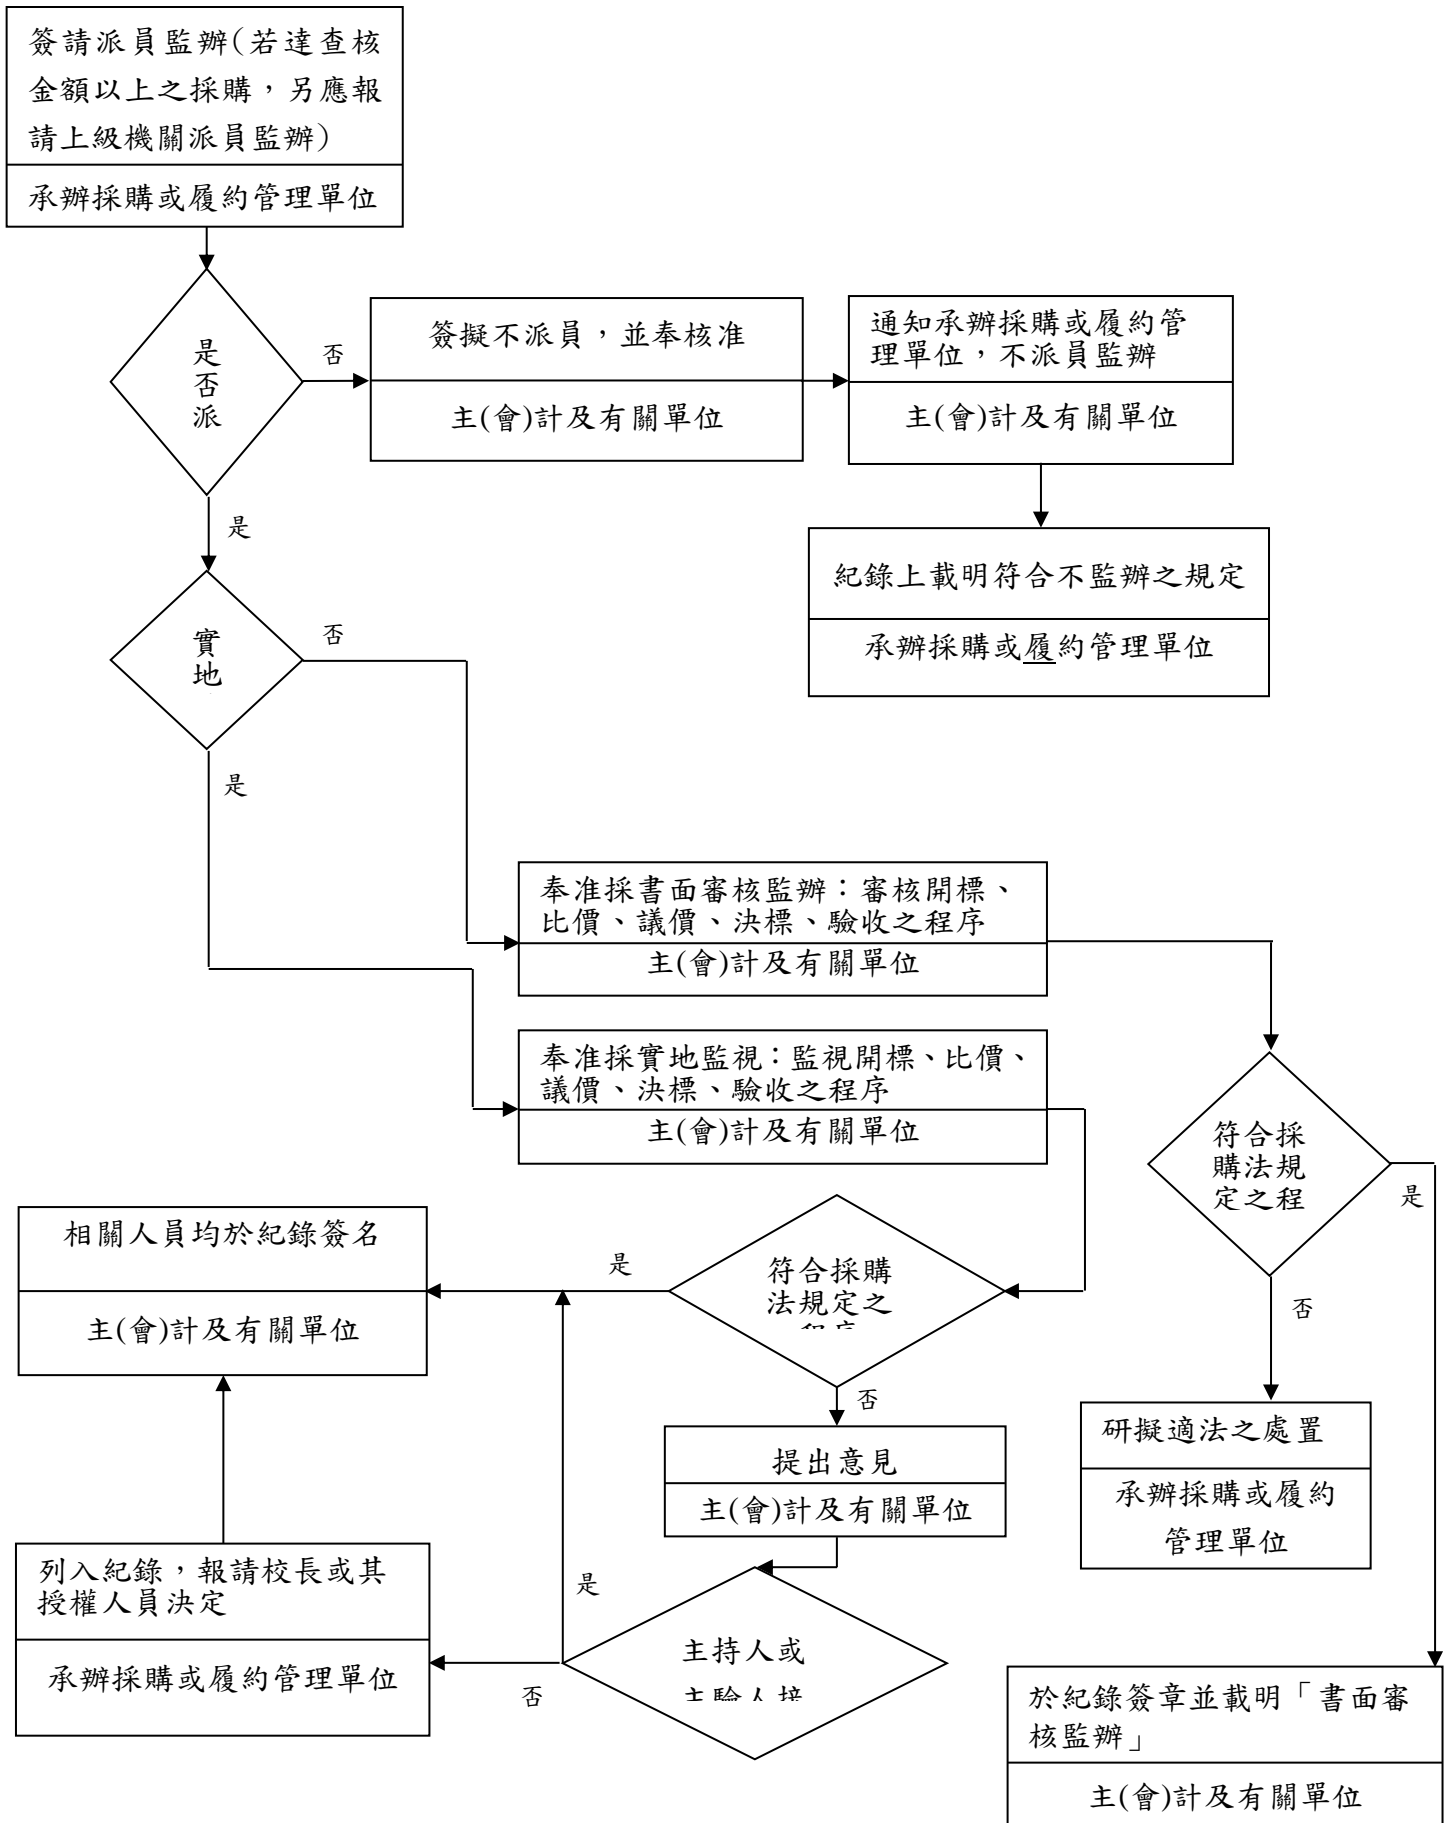 簽請派員監辦(若達查核
金額以上之採購，另應報
請上級機關派員監辦)
承辦採購或履約管理單位
是
否
派
否
簽擬不派員，並奉核准
主(會)計及有關單位
通知承辦採購或履約管
理單位，不派員監辦
主(會)計及有關單位
是
紀錄上載明符合不監辦之規定
承辦採購或履約管理單位
實
地
否
是
奉准採書面審核監辦：審核開標、
比價、議價、決標、驗收之程序
主(會)計及有關單位
奉准採實地監視：監視開標、比價、
議價、決標、驗收之程序
主(會)計及有關單位
符合採
購法規
定之程
是
否
相關人員均於紀錄簽名
主(會)計及有關單位
是
符合採購
法規定之
程序
否
研擬適法之處置
承辦採購或履約
管理單位
提出意見
主(會)計及有關單位
列入紀錄，報請校長或其
授權人員決定
承辦採購或履約管理單位
是
否
主持人或
主驗人接
於紀錄簽章並載明「書面審
核監辦」
主(會)計及有關單位